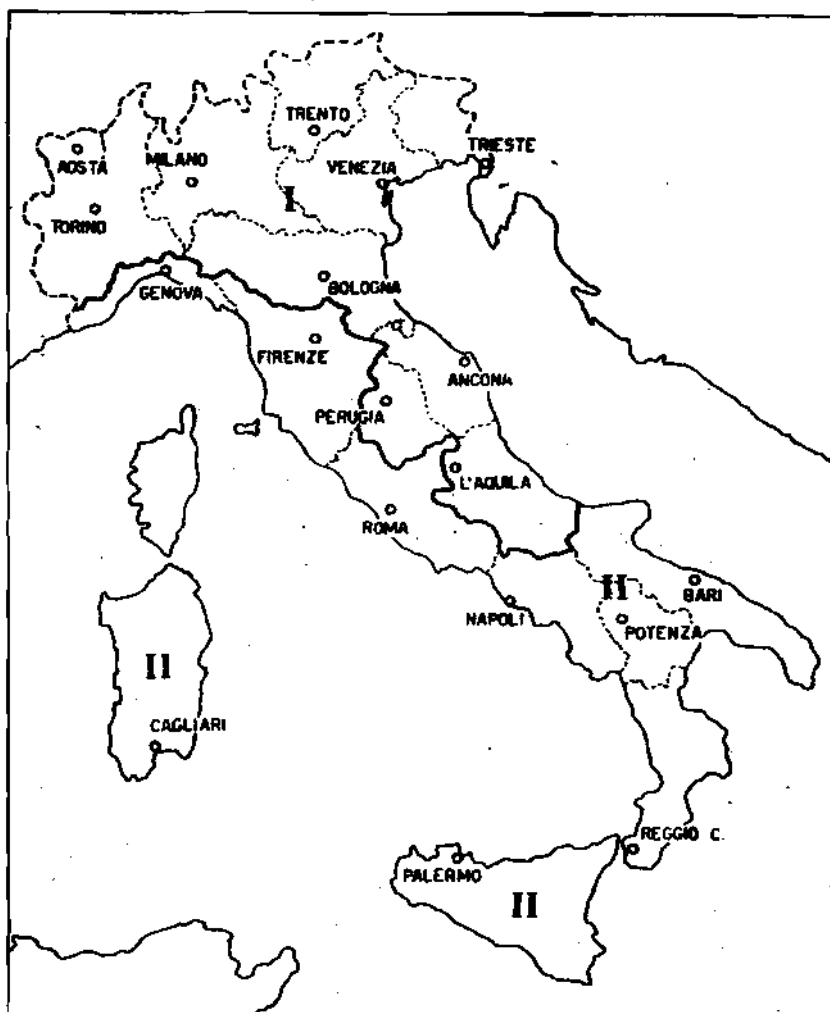 TRENTO
TRIESTE
AOSTA
MILANO
VENEZIA
I
TORINO
BOLOGNA
GENOVA
FIRENZE
ANCONA
PERUGIA
L'AQUILA
ROMA
II
BARI
NAPOLI
POTENZA
II
CAGLIARI
REGGIO C.
PALERMO
II